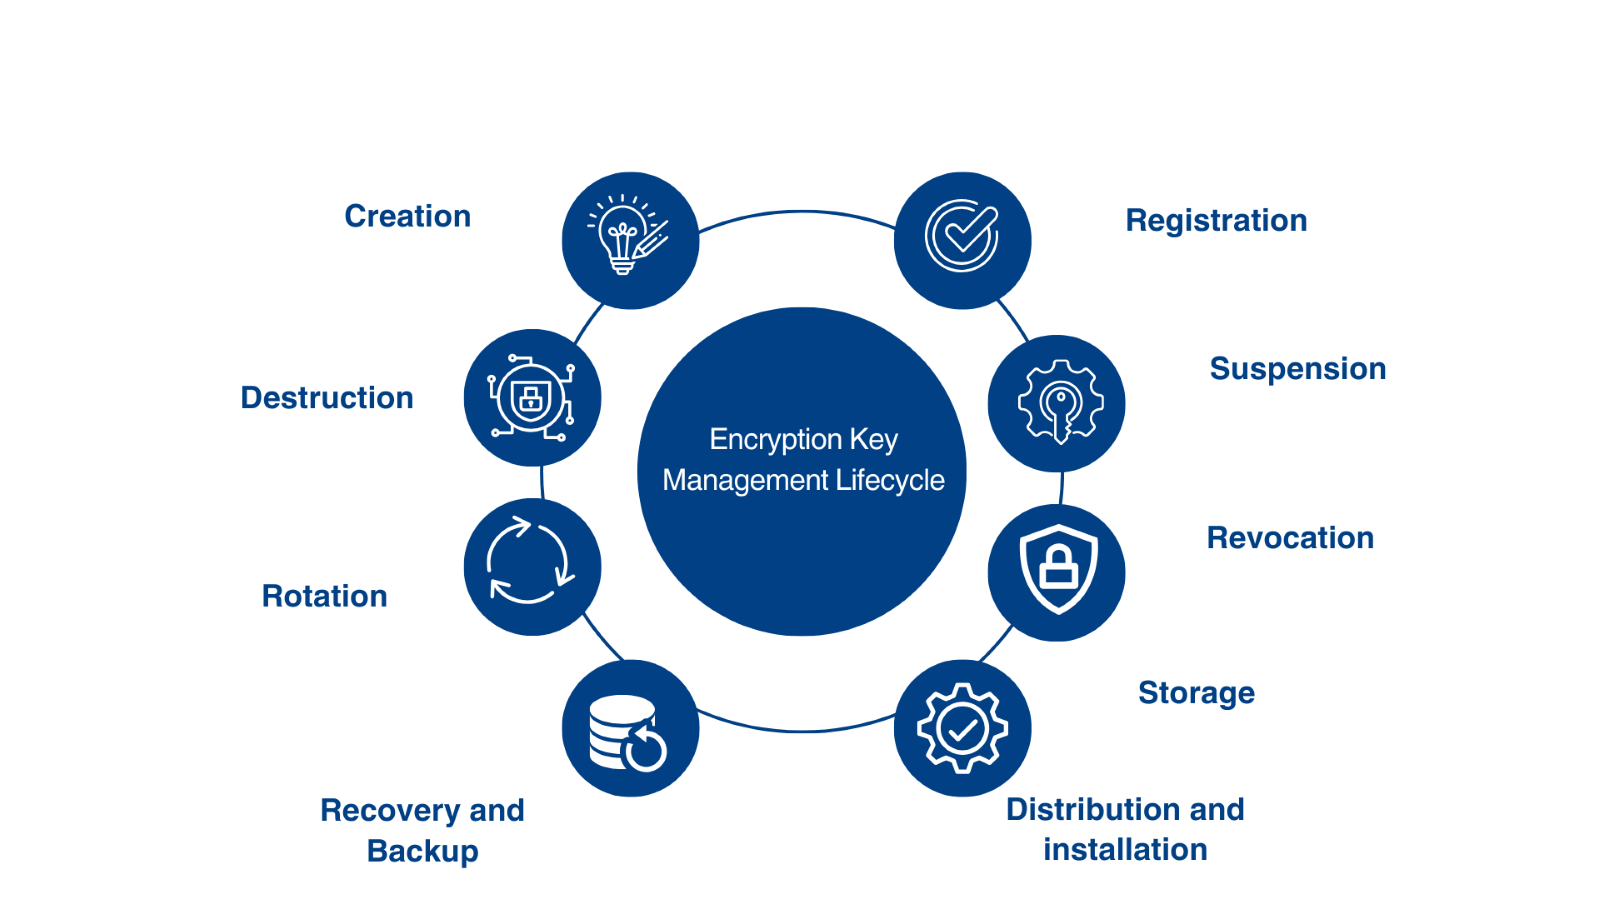 Creation
Registration
Suspension
Destruction
Encryption Key
Management Lifecycle
Revocation
Rotation
Storage
Recovery and
Backup
Distribution and
installation